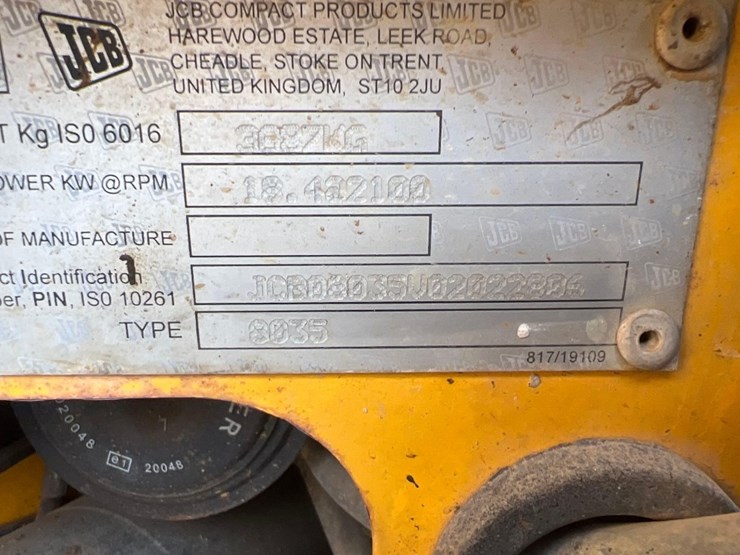 JCB
JCB COMPACT PRODUCTS LIMITED
HAREWOOD ESTATE, LEEK ROAD,
CHEADLE, STOKE ON TRENT
UNITED KINGDOM, ST10 2JU
T Kg ISO 6016
OWER KW @RPM 18.4@2100
OF MANUFACTURE
ct Identification
ber, PIN, ISO 10261
TYPE 8035
817/19109
ER
20048
e1 20048